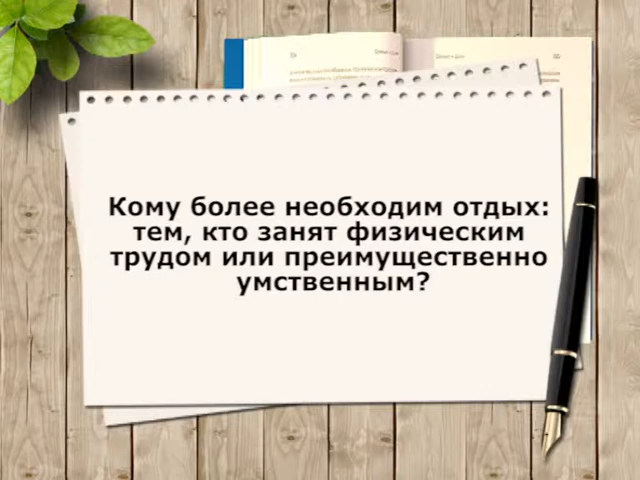 Кому более необходим отдых:
тем, кто занят физическим
трудом или преимущественно
умственным?